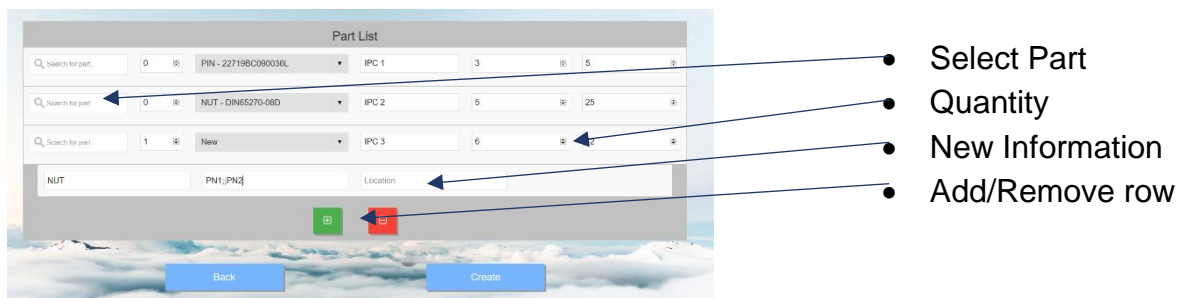 Part List
Search for part 0 PIN - 22719BC090036L IPC 1 3 5
Search for part 0 NUT - DIN65270-08D IPC 2 5 25
Search for part 1 New IPC 3 6
NUT PN1;;PN2 Location
Back Create
• Select Part
• Quantity
• New Information
• Add/Remove row